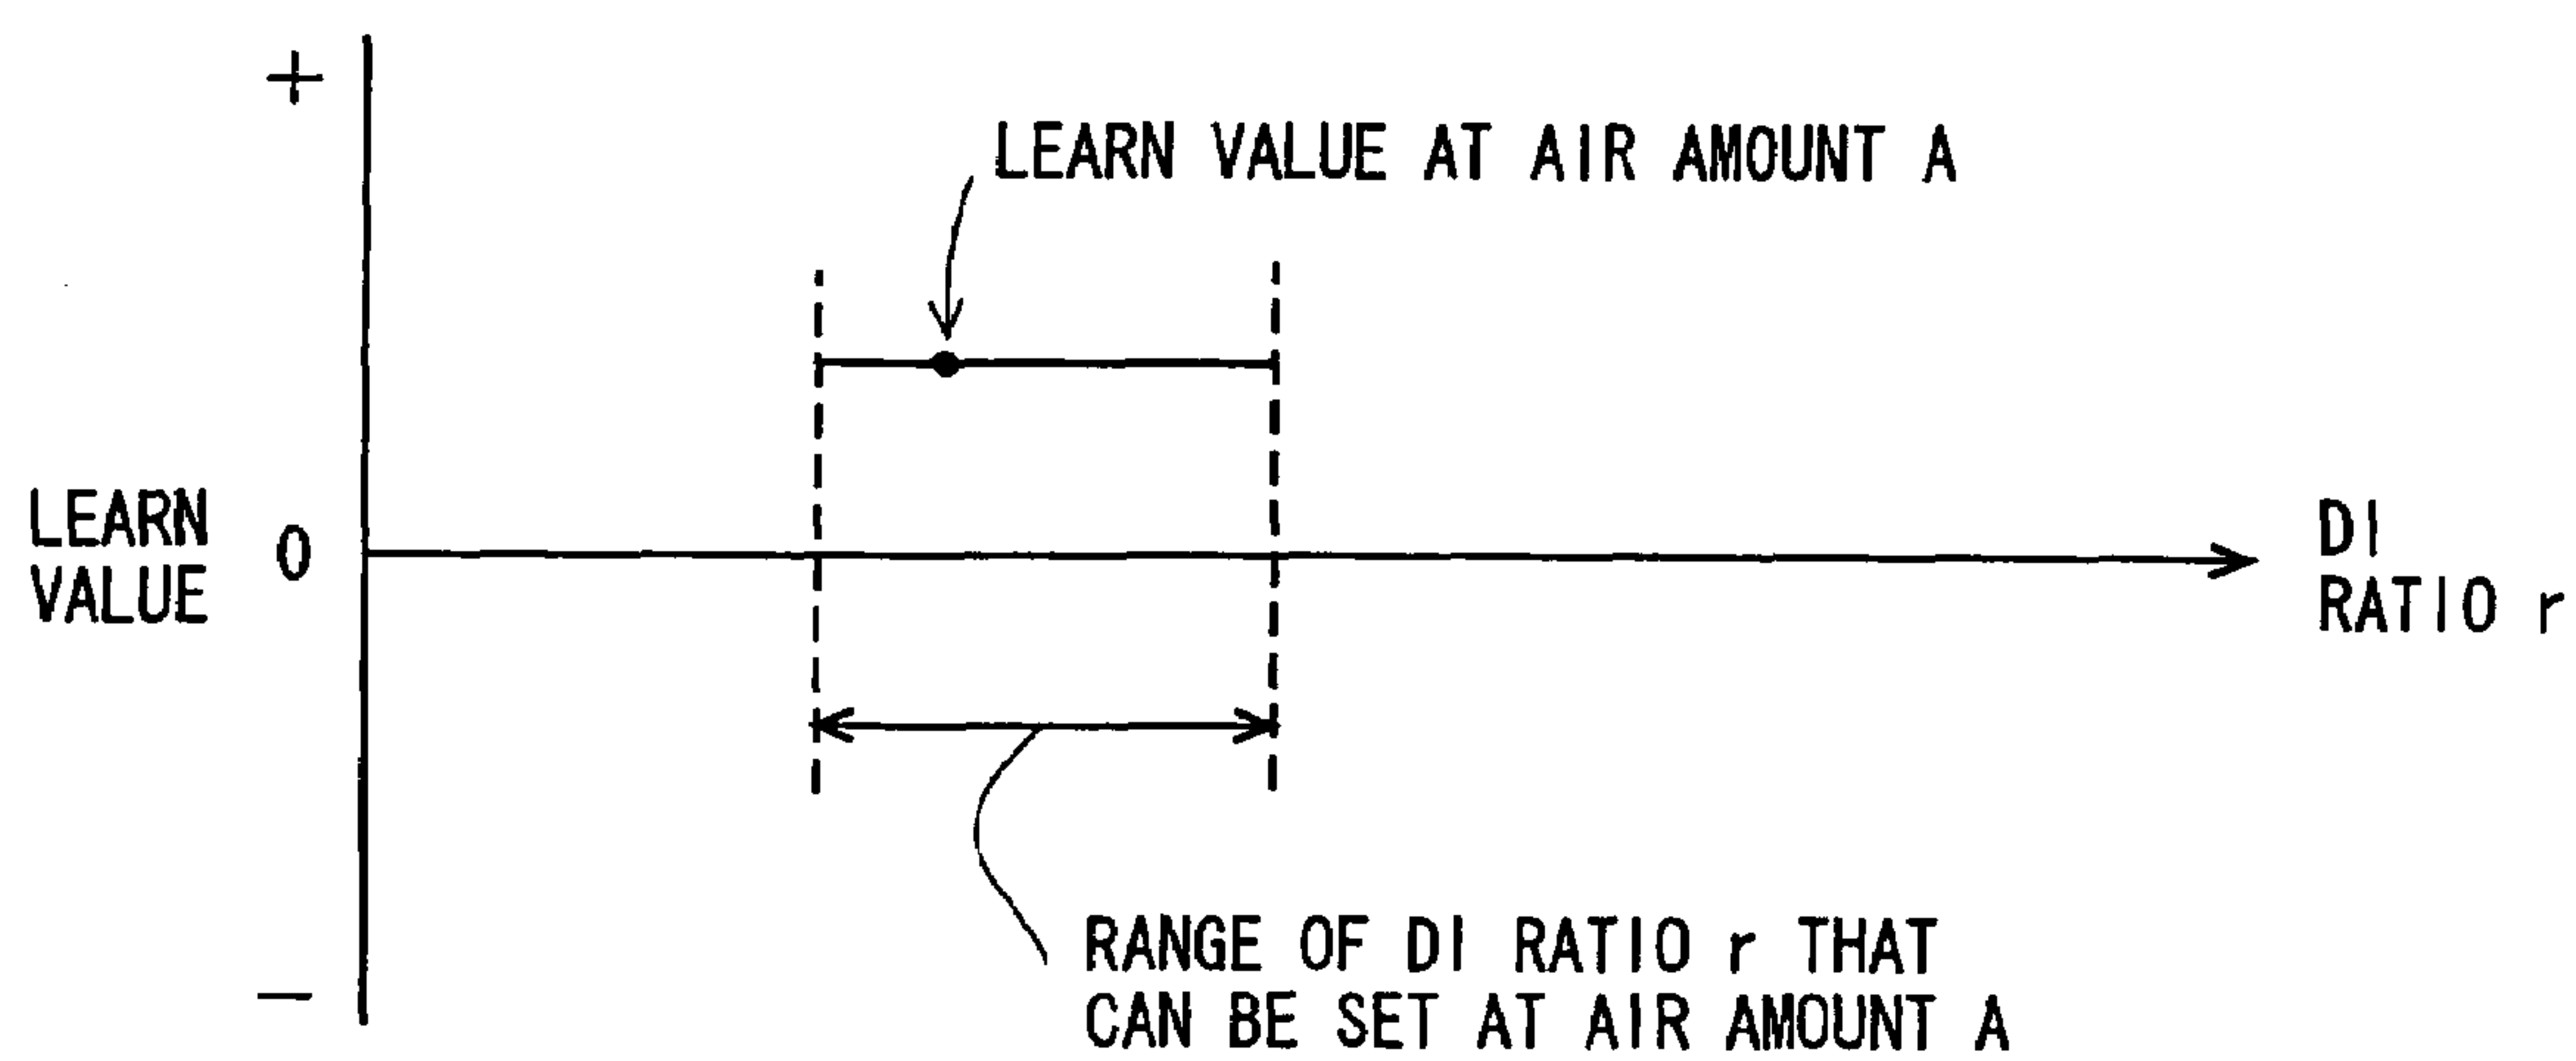 +
LEARN VALUE AT AIR AMOUNT A
LEARN
VALUE
0
DI
RATIO r
RANGE OF DI RATIO r THAT
CAN BE SET AT AIR AMOUNT A
−